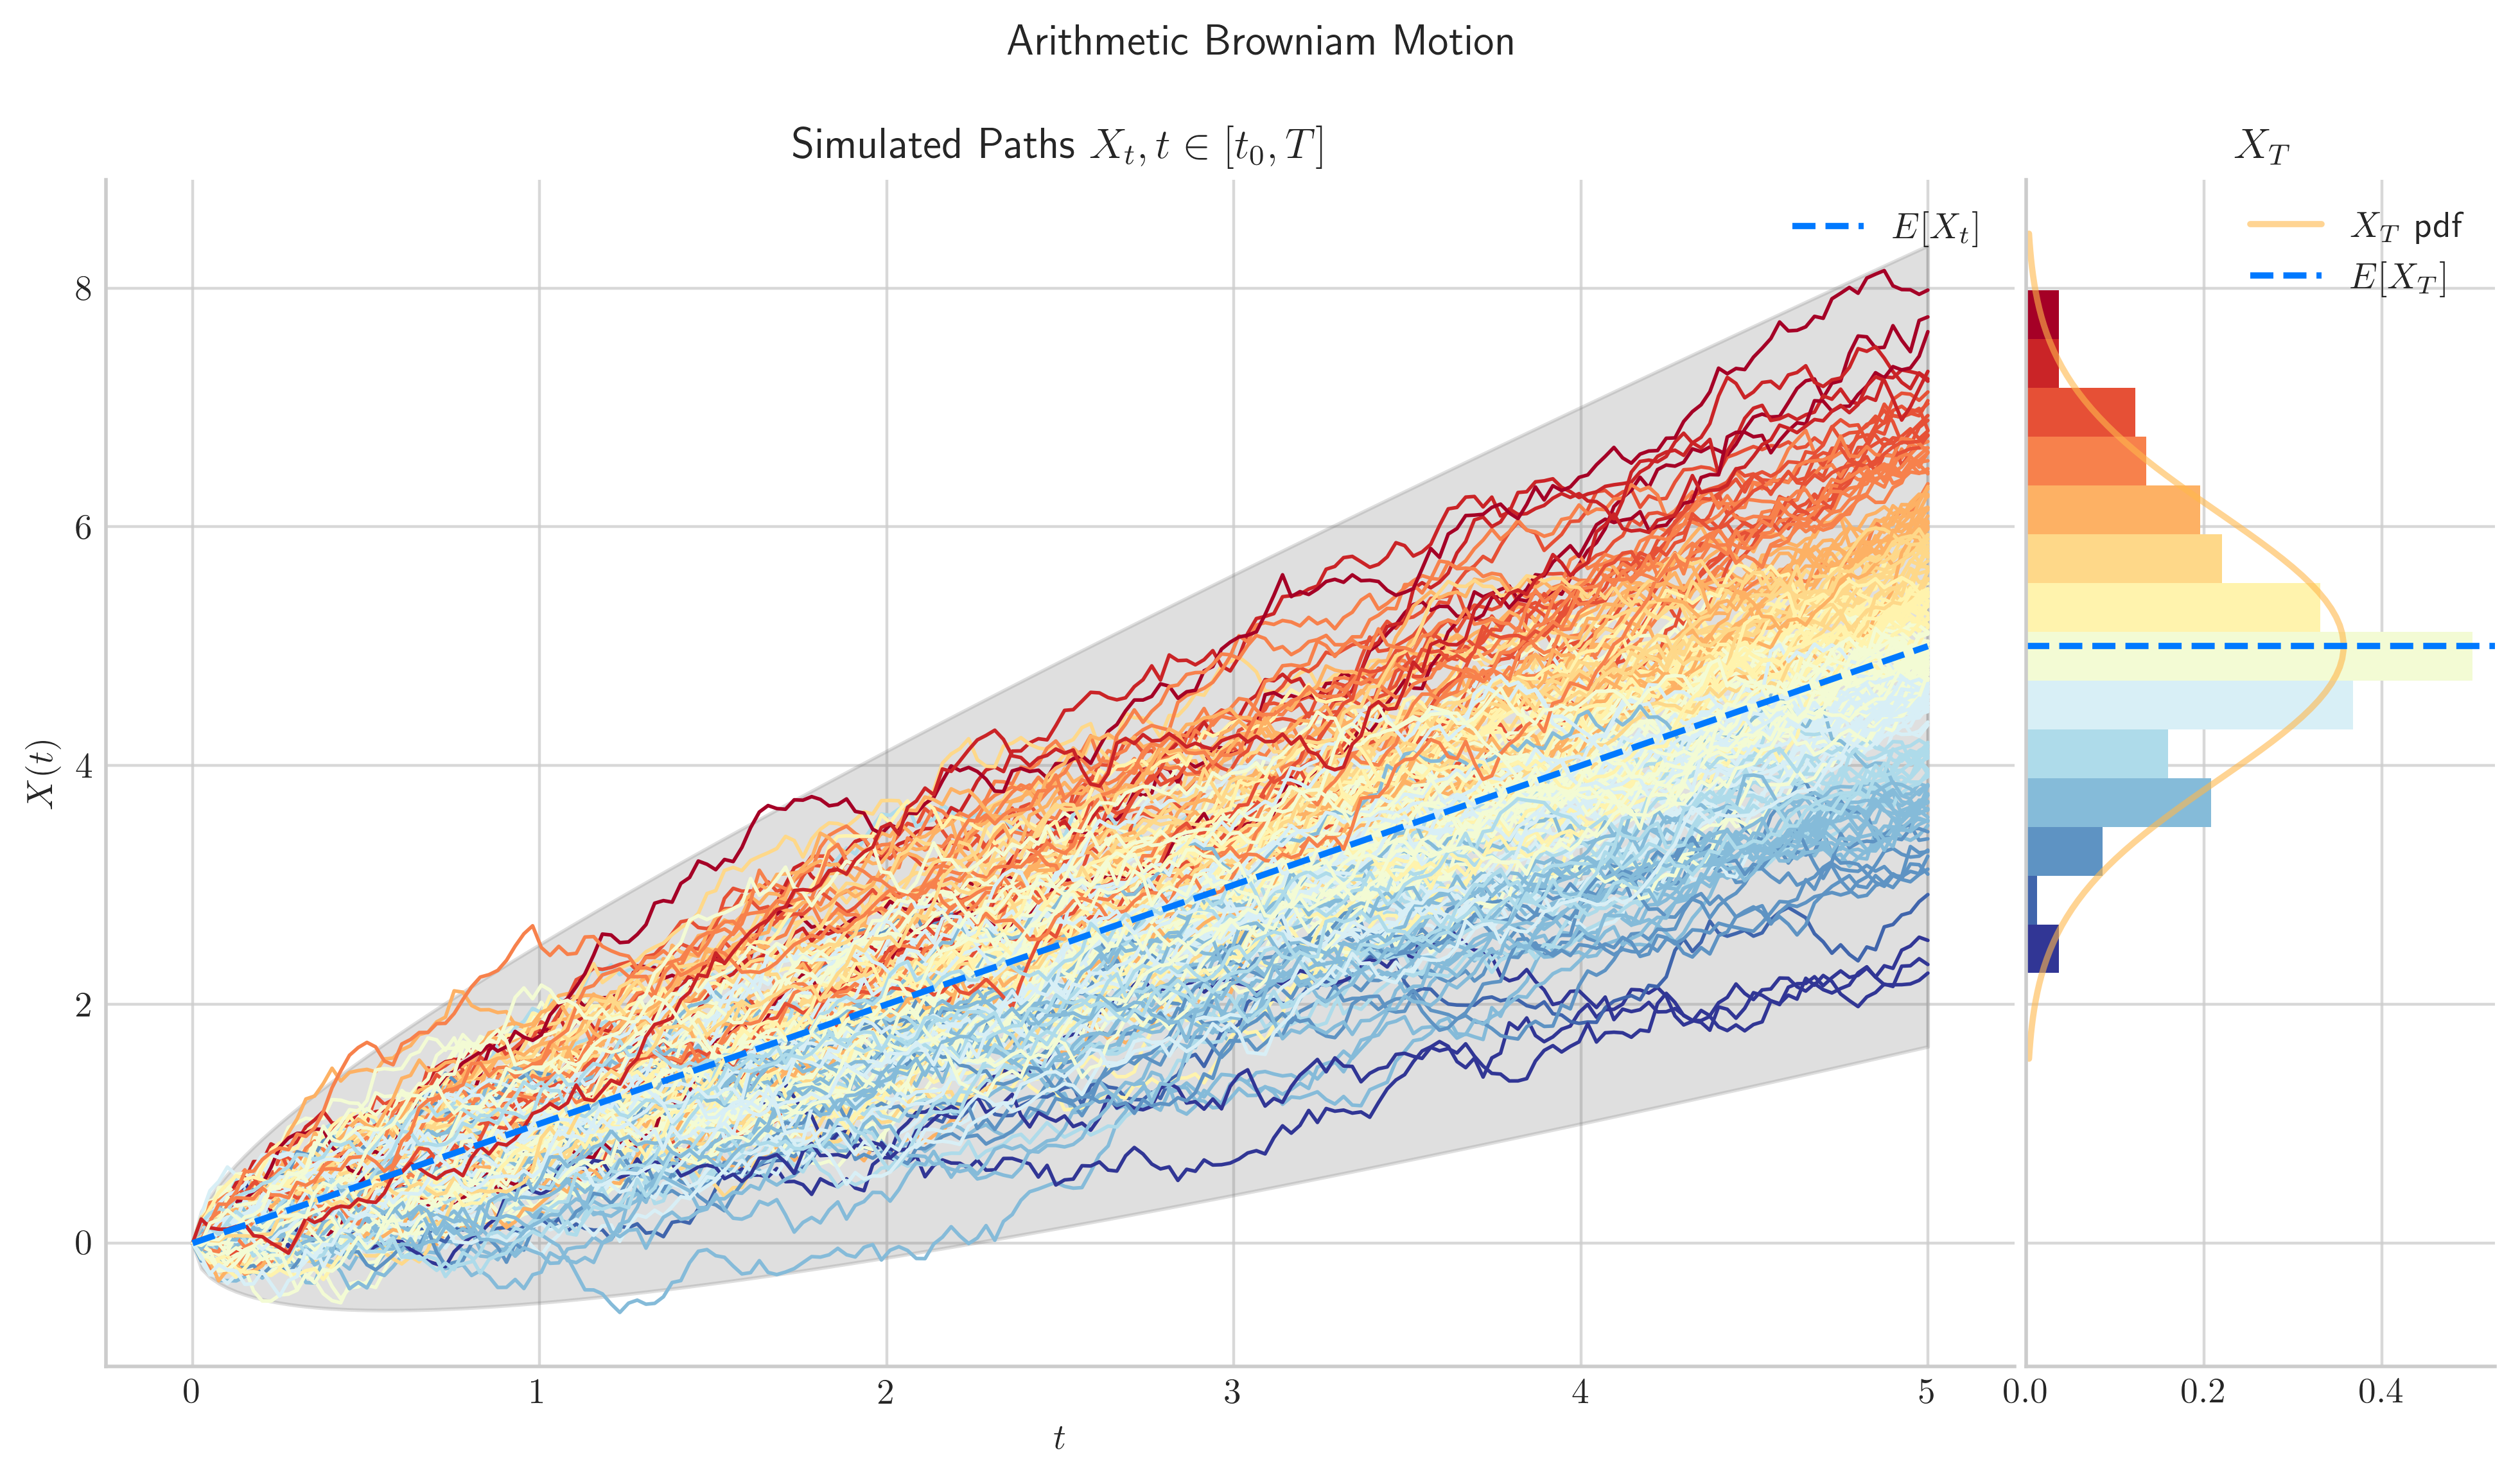 Arithmetic Browniam Motion
Simulated Paths $X_t, t \in [t_0, T]$
$X_T$
$E[X_t]$
$X_T$ pdf
$E[X_T]$
$X(t)$
8
6
4
2
0
0 1 2 3 4 5
0.0 0.2 0.4
$t$